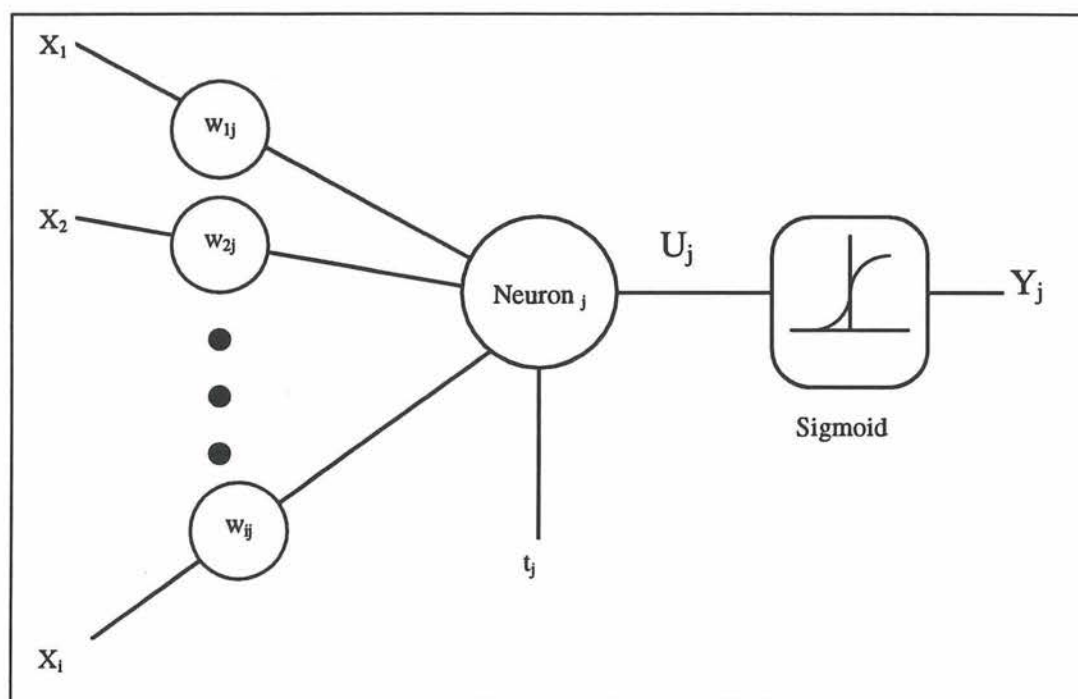 X₁
w₁ⱼ
X₂
w₂ⱼ
Neuron ⱼ
Uⱼ
Yⱼ
Sigmoid
wᵢⱼ
tⱼ
Xᵢ